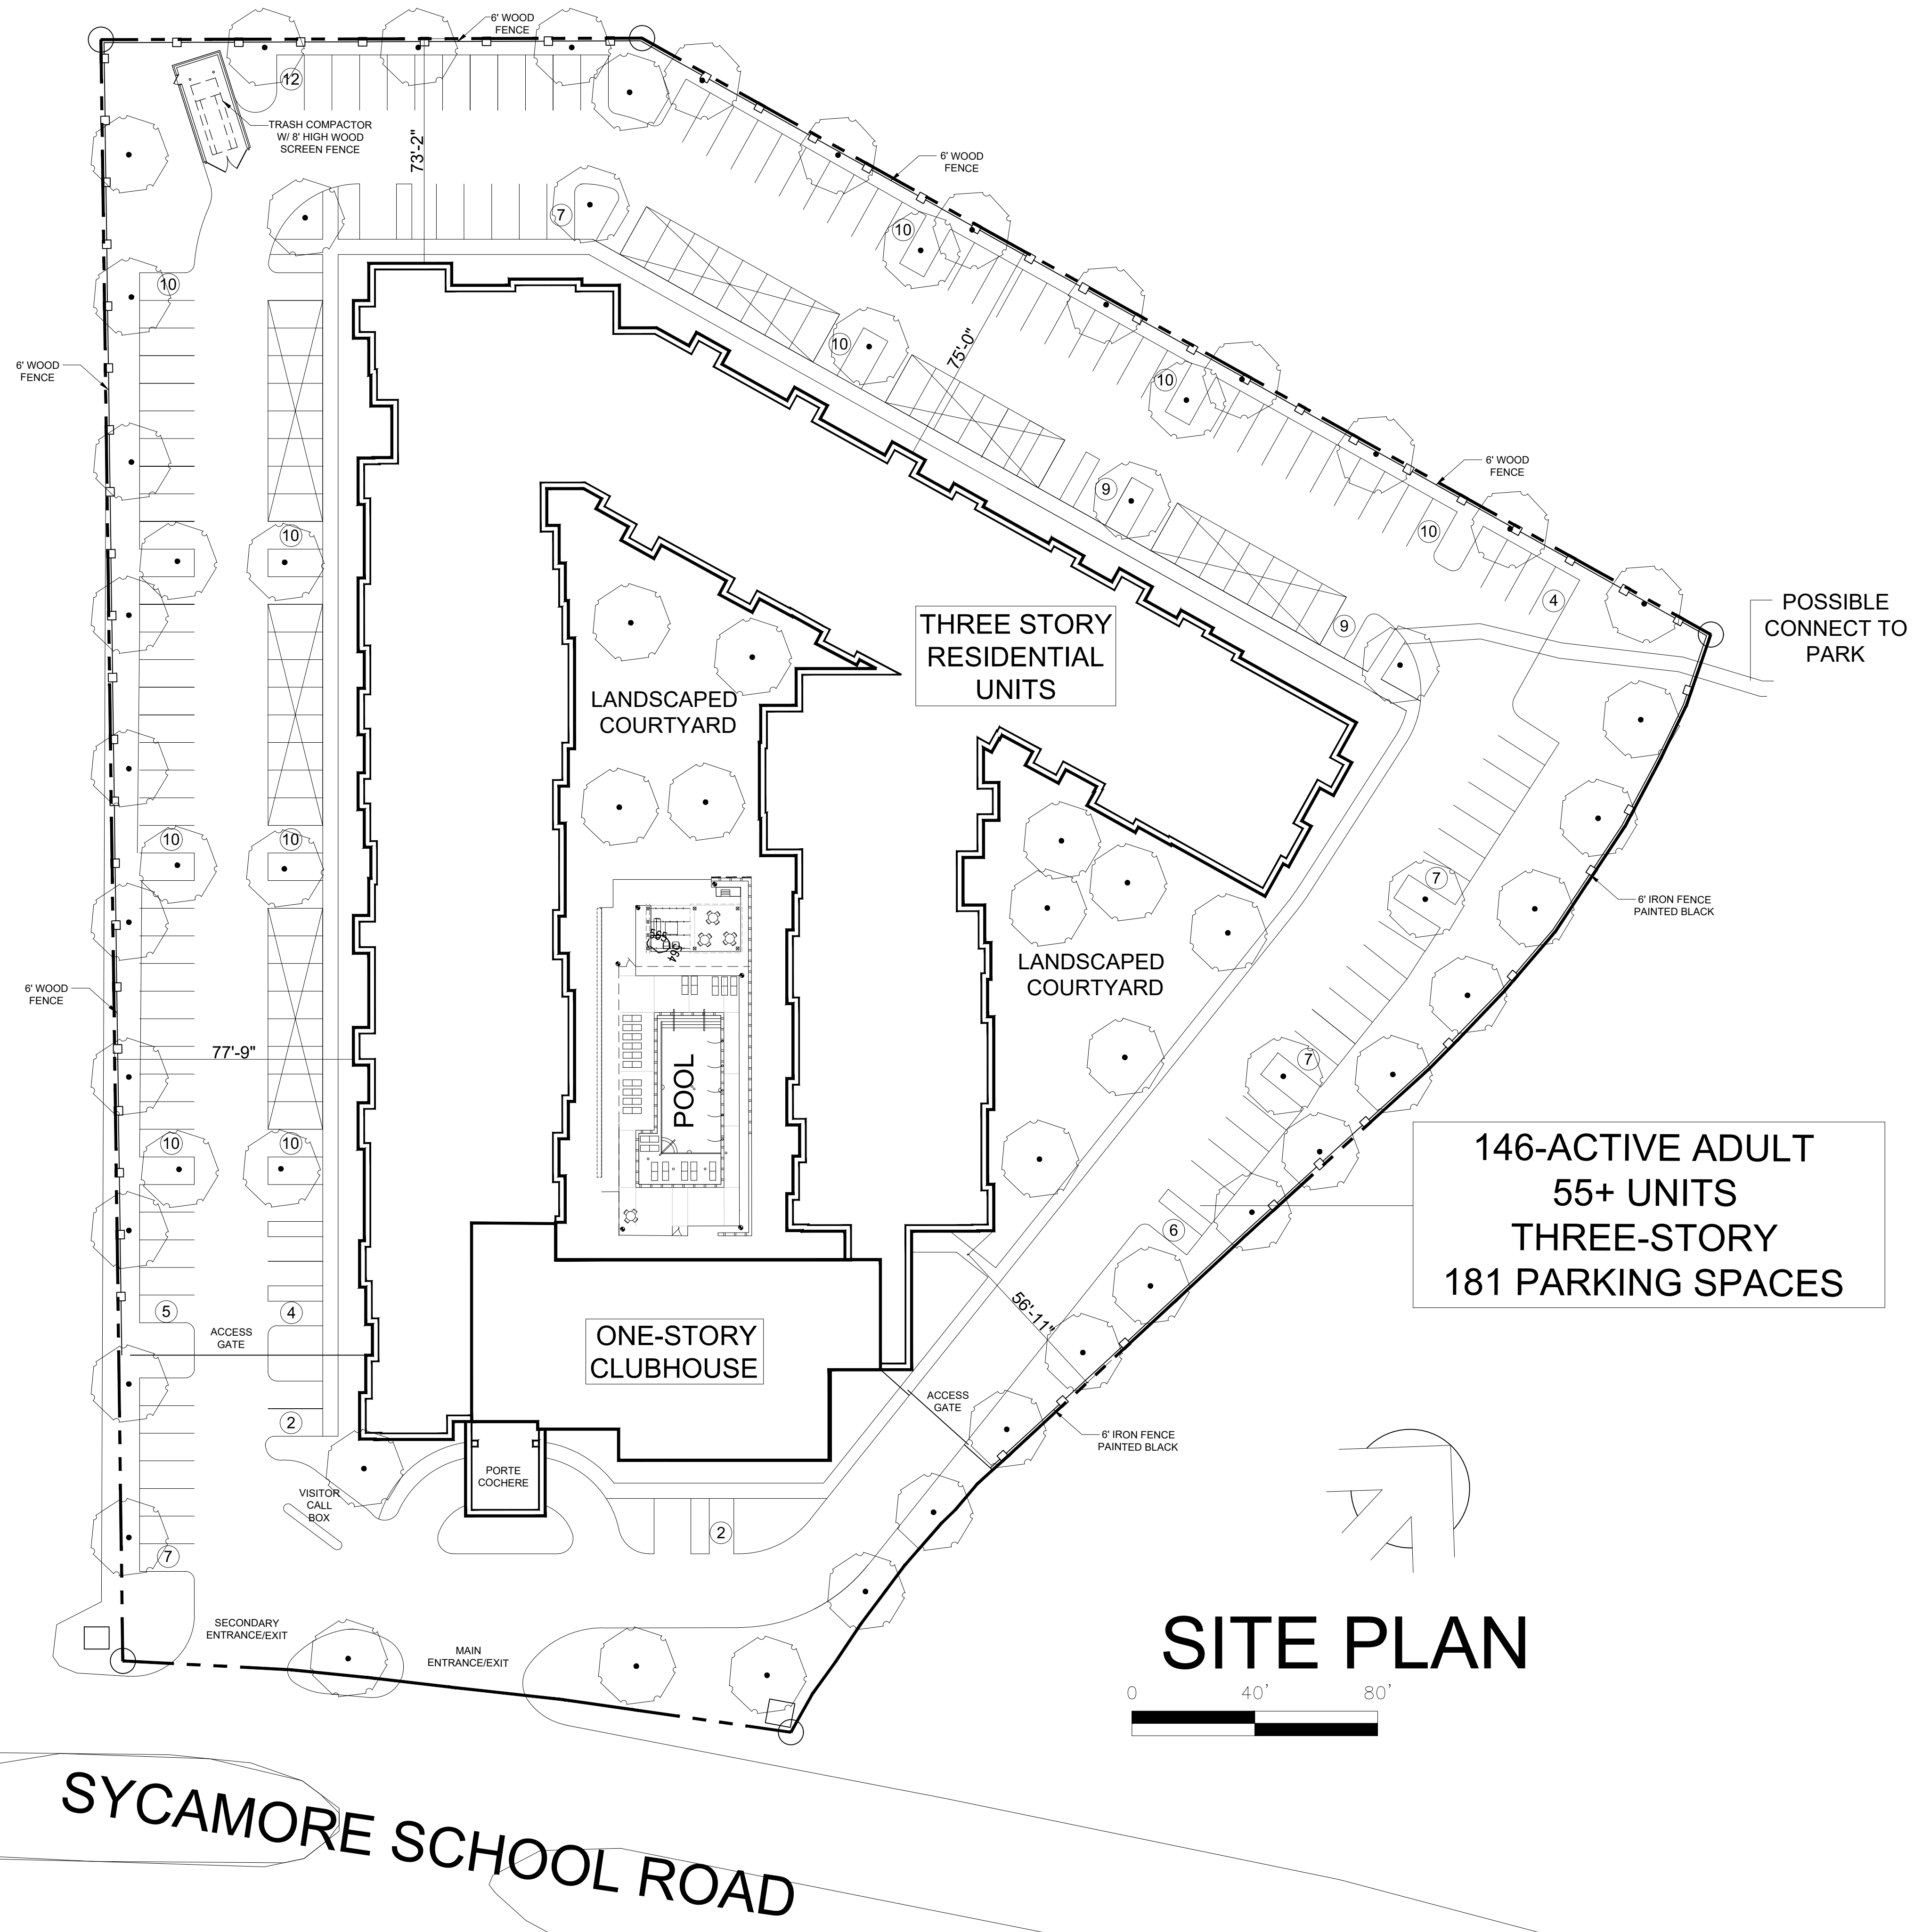 6' WOOD
FENCE
12
TRASH COMPACTOR
W/ 8' HIGH WOOD
SCREEN FENCE
73'-2"
6' WOOD
FENCE
7
10
10
10
75'-0"
10
6' WOOD
FENCE
6' WOOD
FENCE
9
10
10
4
9
POSSIBLE
CONNECT TO
PARK
THREE STORY
RESIDENTIAL
UNITS
LANDSCAPED
COURTYARD
10
10
7
6' IRON FENCE
PAINTED BLACK
565
564
LANDSCAPED
COURTYARD
6' WOOD
FENCE
77'-9"
POOL
7
10
10
146-ACTIVE ADULT
55+ UNITS
THREE-STORY
181 PARKING SPACES
6
5
4
ACCESS
GATE
56'-11"
ONE-STORY
CLUBHOUSE
ACCESS
GATE
2
6' IRON FENCE
PAINTED BLACK
PORTE
COCHERE
VISITOR
CALL
BOX
2
7
SECONDARY
ENTRANCE/EXIT
MAIN
ENTRANCE/EXIT
SITE PLAN
0 40' 80'
SYCAMORE SCHOOL ROAD